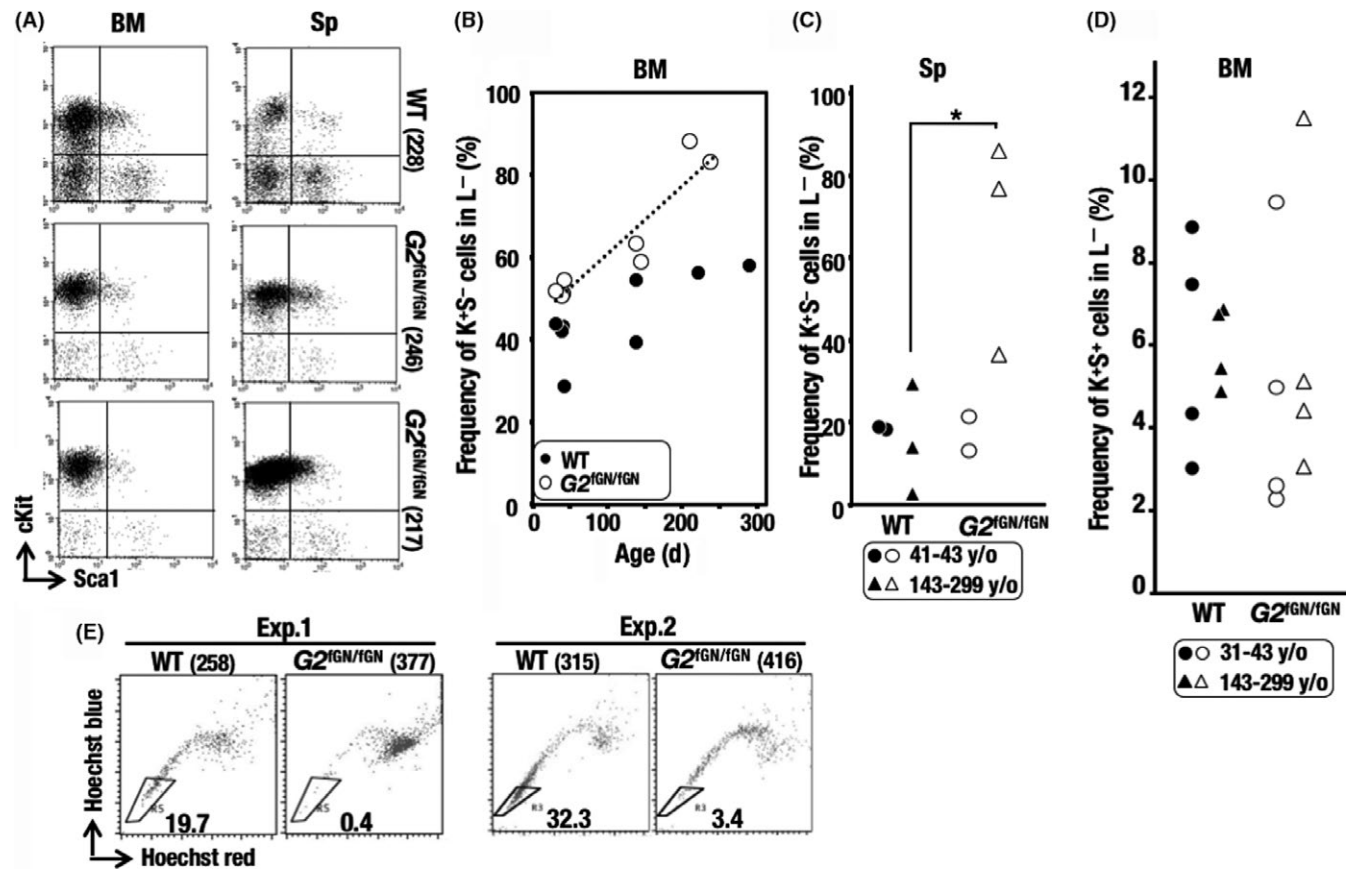 (A)
BM
Sp
WT
(228)
G2fGN/fGN
(246)
G2fGN/fGN
(217)
cKit
Sca1
(B)
BM
Frequency of K+S− cells in L− (%)
100
80
60
40
20
0
WT
G2fGN/fGN
0 100 200 300
Age (d)
(C)
Sp
Frequency of K+S− cells in L− (%)
100
80
60
40
20
0
*
WT G2fGN/fGN
41-43 y/o
143-299 y/o
(D)
BM
Frequency of K+S+ cells in L− (%)
12
10
8
6
4
2
0
WT G2fGN/fGN
31-43 y/o
143-299 y/o
(E)
Exp.1
WT (258) G2fGN/fGN (377)
R5
19.7
R5
0.4
Exp.2
WT (315) G2fGN/fGN (416)
R3
32.3
R3
3.4
Hoechst blue
Hoechst red